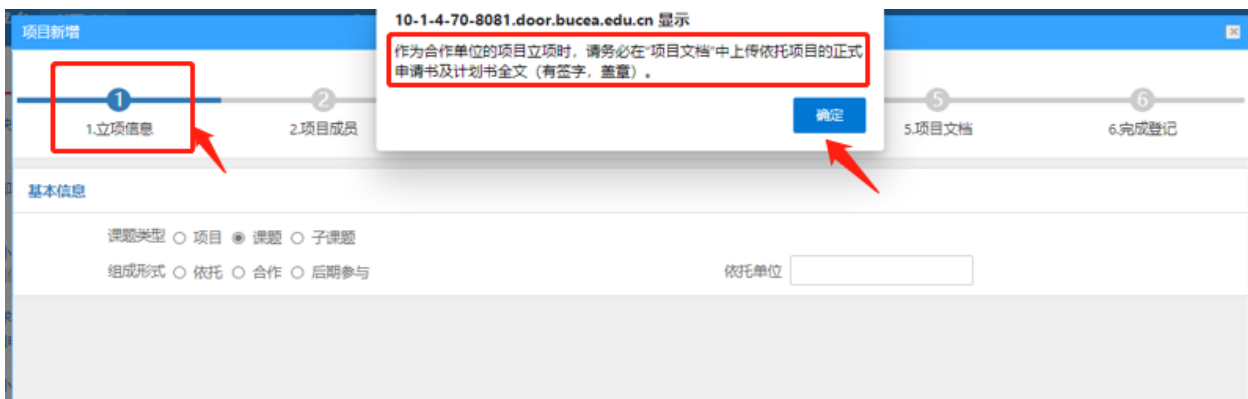 项目新增
10-1-4-70-8081.door.bucea.edu.cn 显示
作为合作单位的项目立项时，请务必在"项目文档"中上传依托项目的正式
申请书及计划书全文（有签字，盖章）。
确定
1
2
5
6
1.立项信息
2.项目成员
5.项目文档
6.完成登记
基本信息
课题类型 项目 课题 子课题
组成形式 依托 合作 后期参与 依托单位